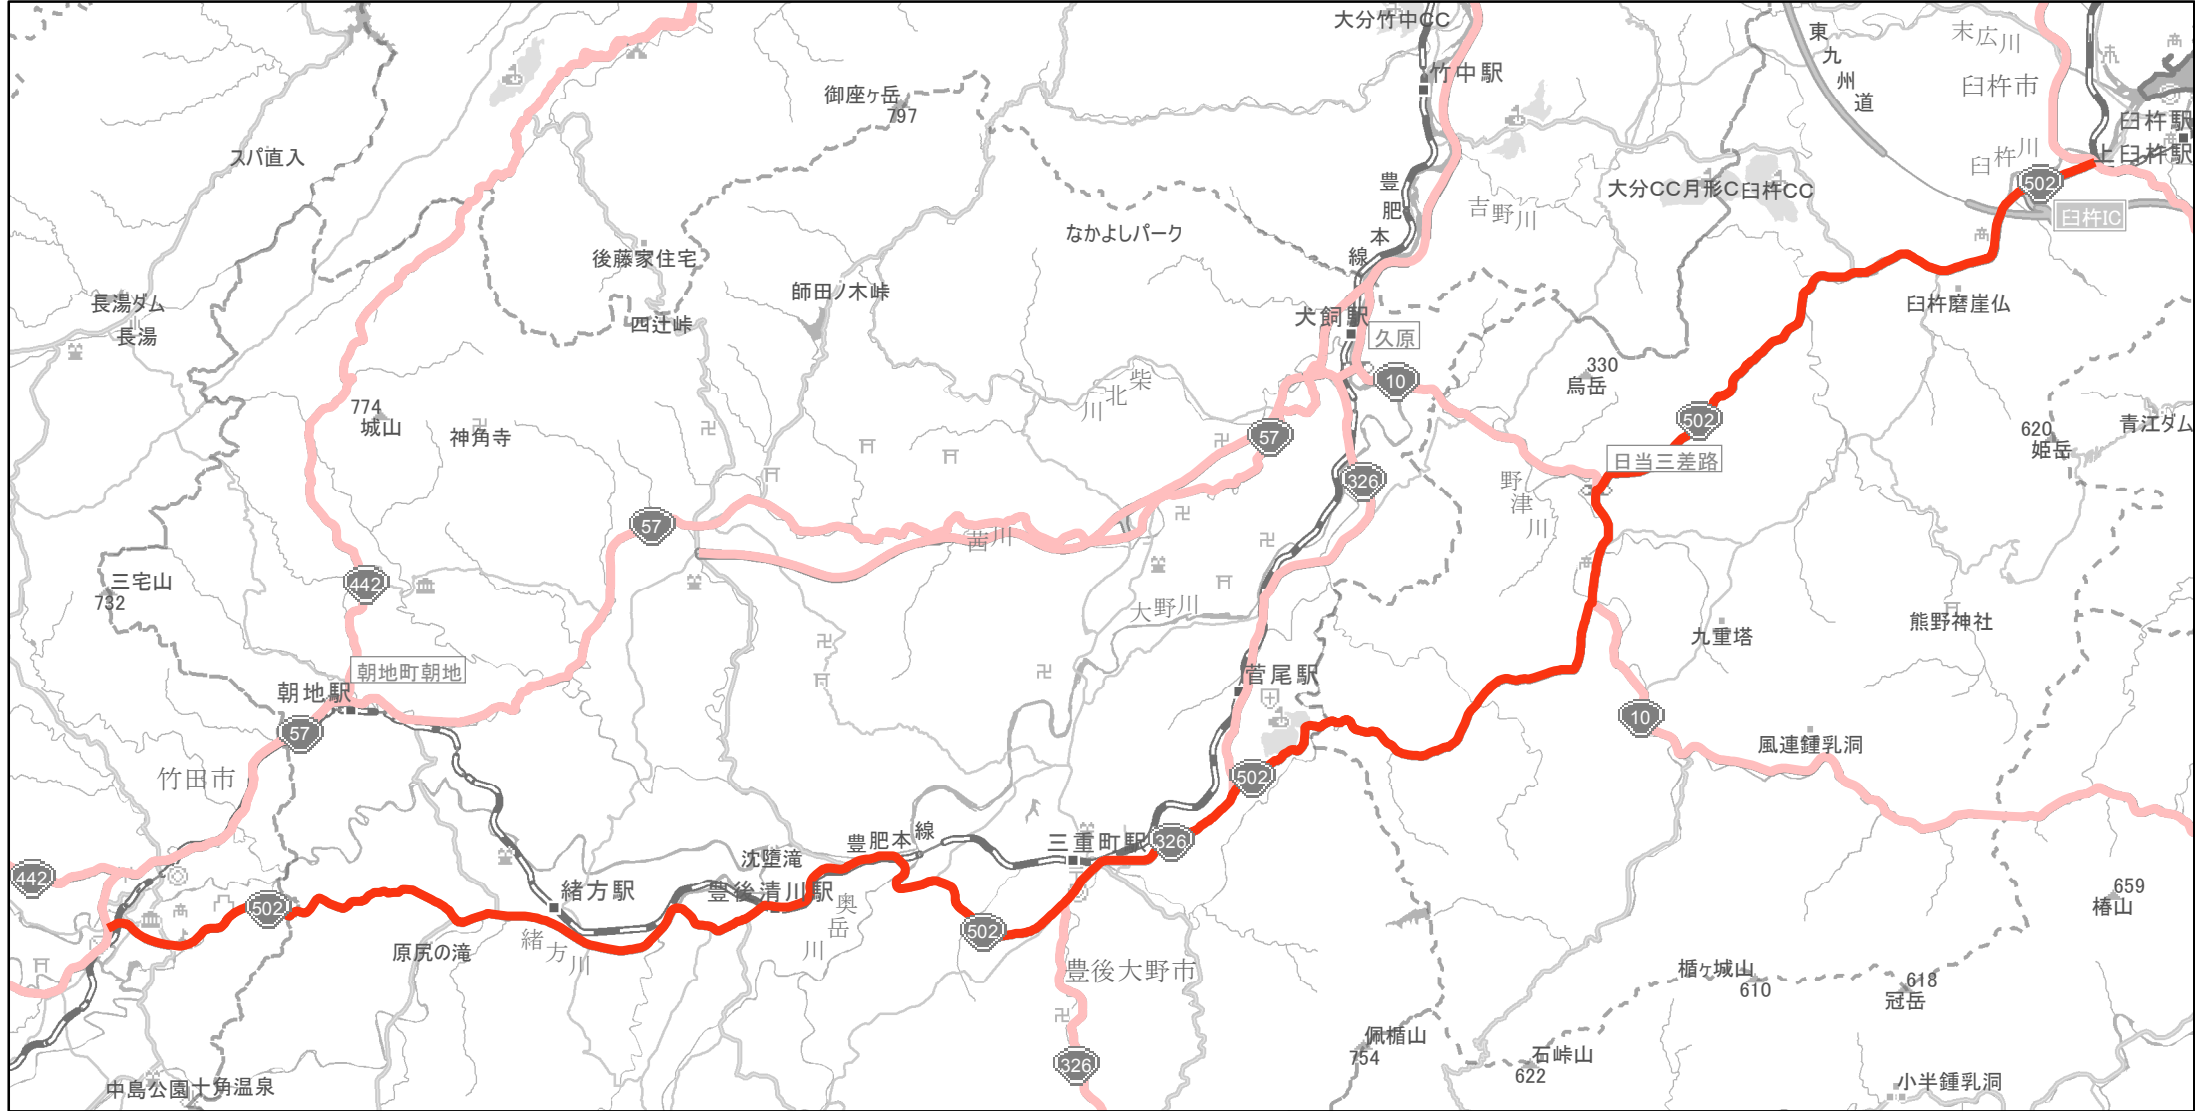 大分竹中CC
東九州道
末広川
臼杵市
竹中駅
御座ヶ岳
797
臼杵駅
スパ直入
臼杵川
上臼杵駅
502
大分CC月形C
臼杵CC
豊肥本線
吉野川
臼杵IC
なかよしパーク
後藤家住宅
師田ノ木峠
長湯ダム
長湯
四辻峠
犬飼駅
久原
臼杵磨崖仏
330
烏岳
10
柴北川
774
城山
神角寺
57
502
620
姫岳
青江ダム
日当三差路
326
野津川
57
茜川
三宅山
732
442
大野川
九重塔
熊野神社
朝地町朝地
朝地駅
菅尾駅
57
10
風連鍾乳洞
竹田市
502
442
沈堕滝
豊肥本線
三重町駅
326
緒方駅
豊後清川駅
659
椿山
502
奥岳川
502
原尻の滝
緒方川
豊後大野市
楯ヶ城山
610
618
冠岳
佩楯山
754
石峠山
622
326
中島公園
十角温泉
小半鍾乳洞